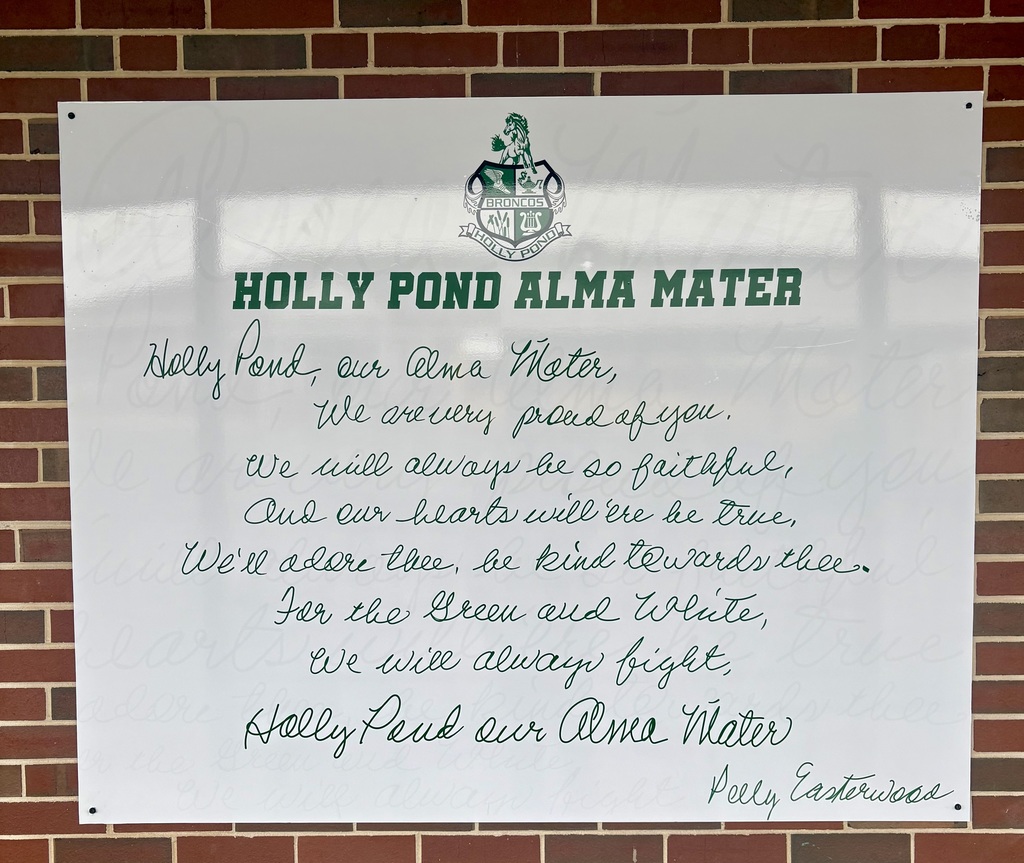 BRONCOS
HOLLY POND
HOLLY POND ALMA MATER
Holly Pond, our Alma Mater,
We are very proud of you.
We will always be so faithful,
And our hearts will 'ere be true,
We'll adore thee, be kind towards thee.
For the Green and White,
We will always fight,
Holly Pond our Alma Mater
Polly Easterwood